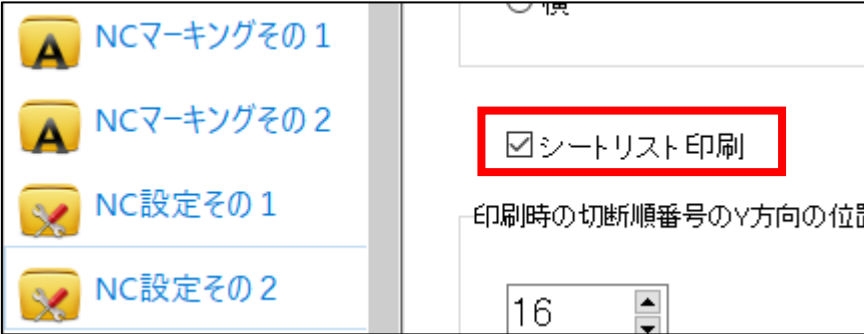 NCマーキングその１
NCマーキングその２
NC設定その１
NC設定その２
横
シートリスト印刷
印刷時の切断順番号のY方向の位置
16